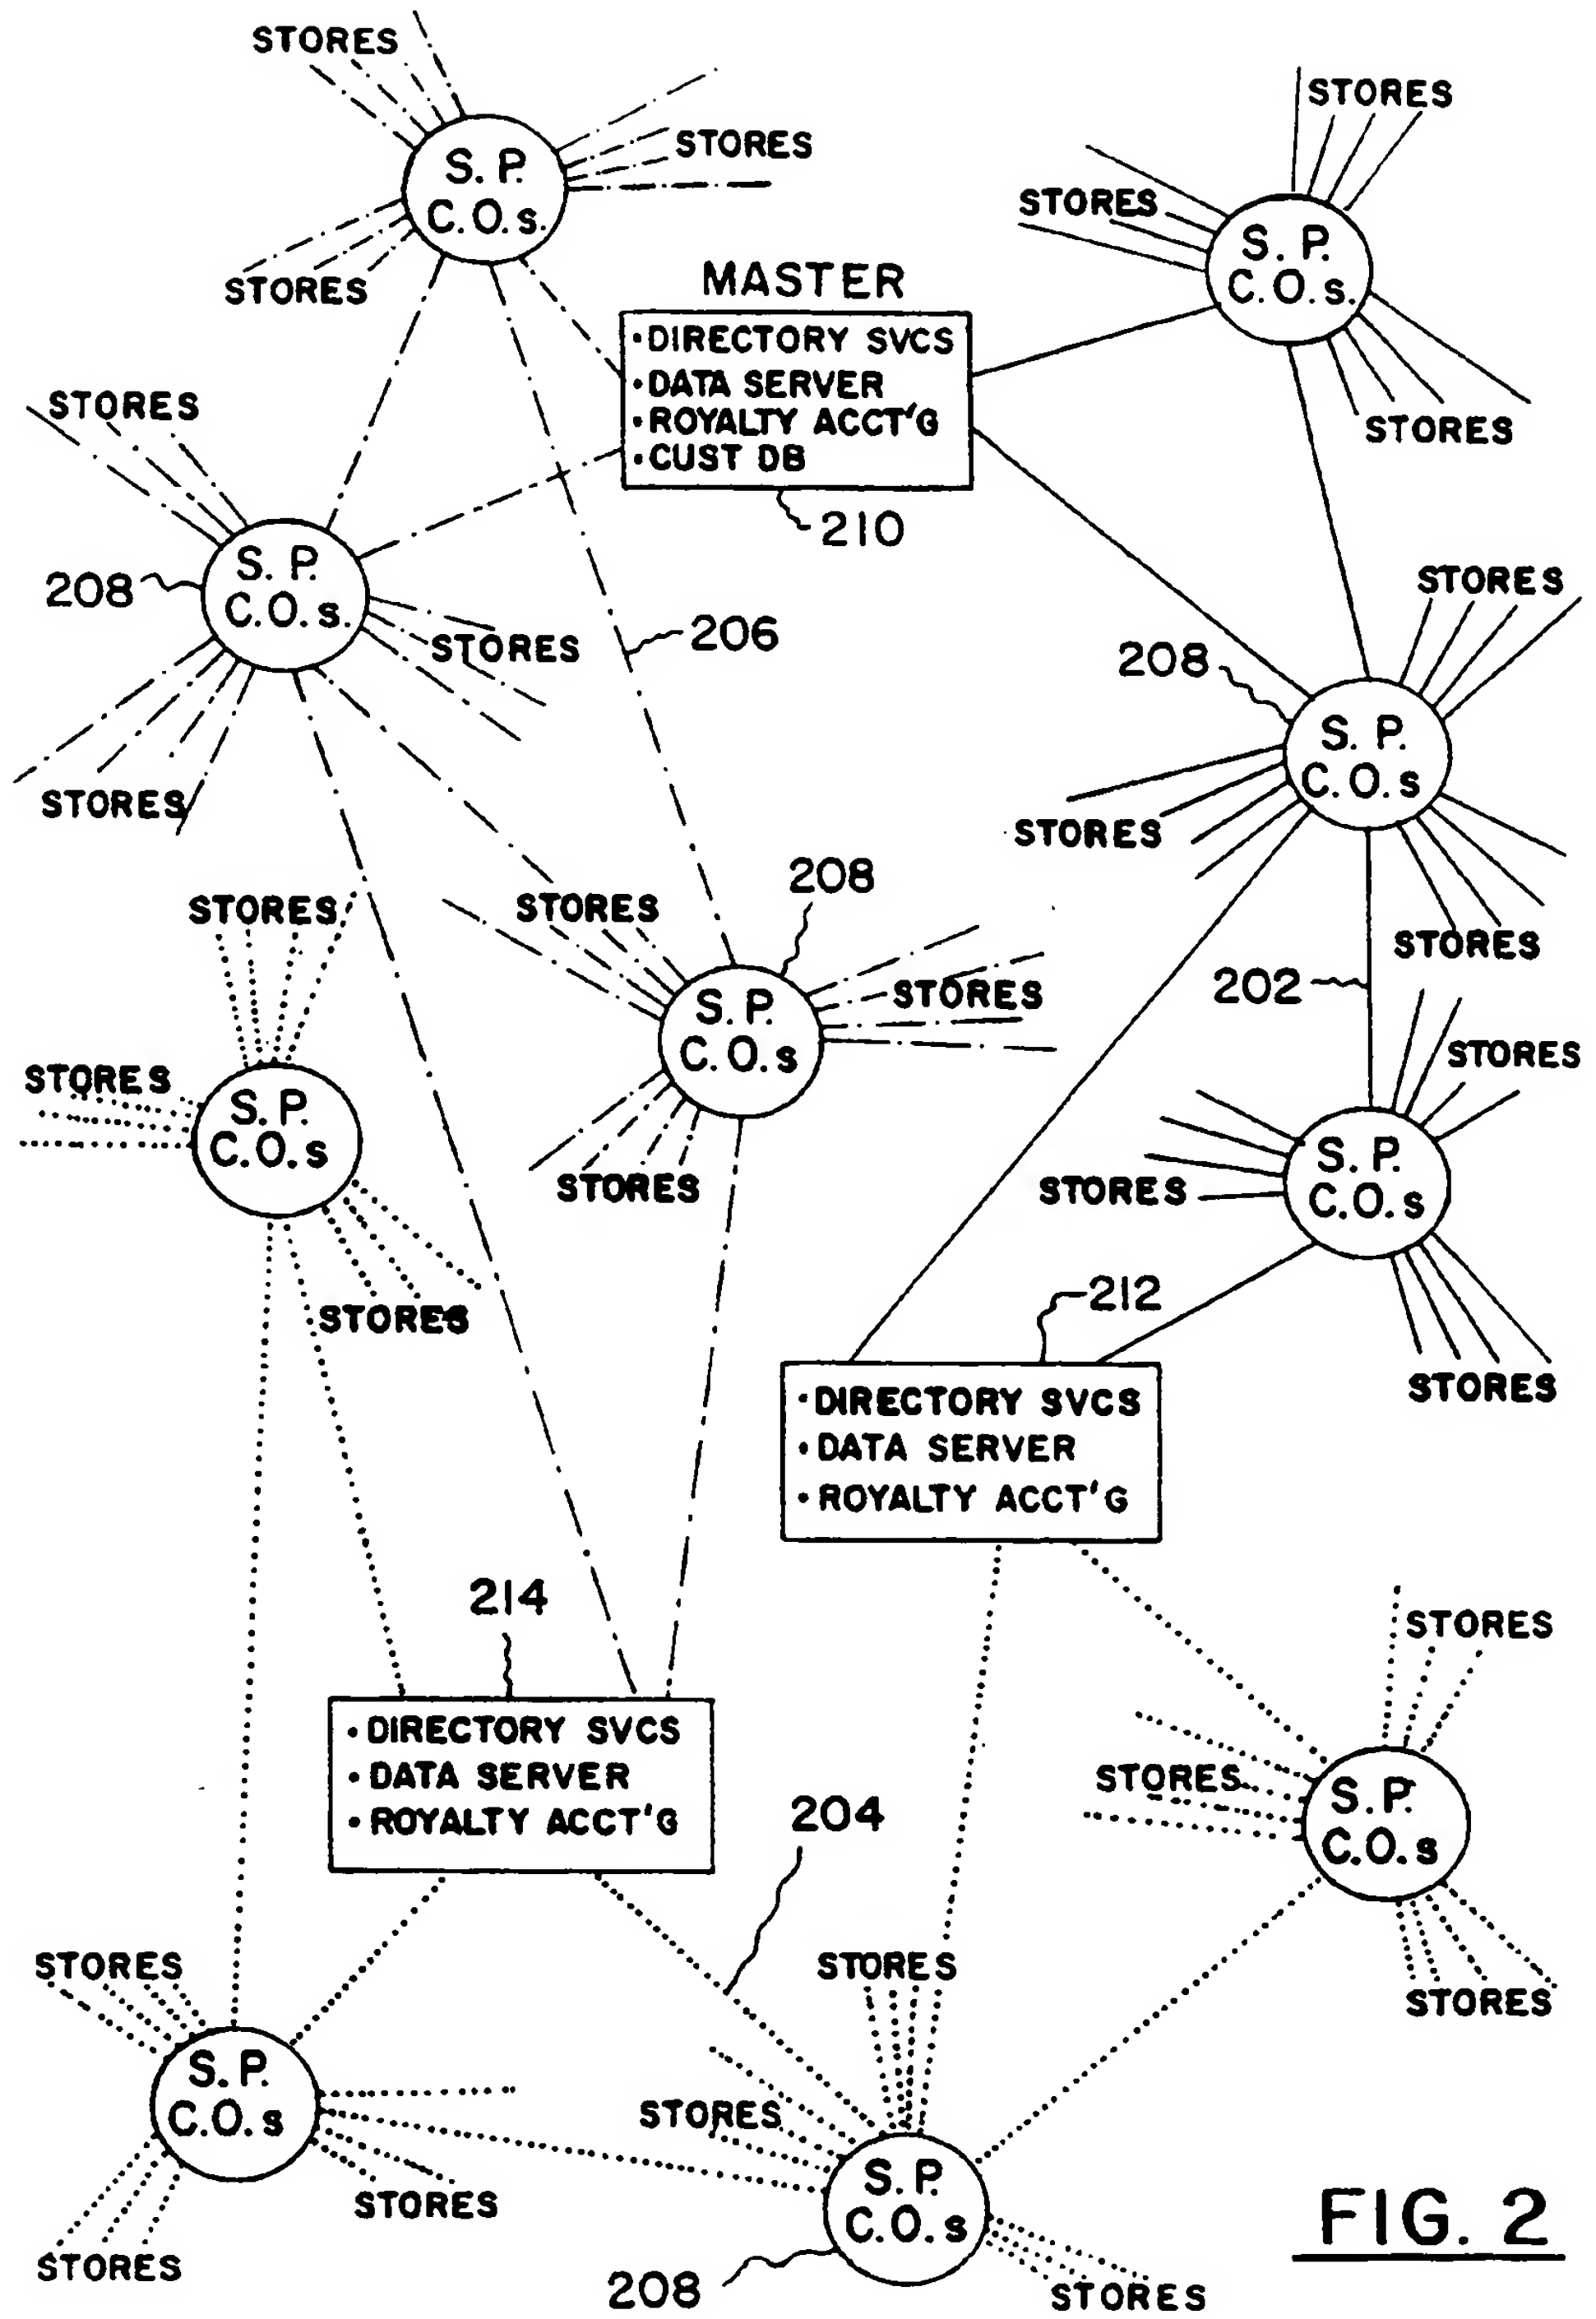 STORES
STORES
S. P.
C.O.s.
STORES
STORES
STORES
S. P.
C.O.s.
STORES
MASTER
•DIRECTORY SVCS
•DATA SERVER
•ROYALTY ACCT'G
•CUST DB
210
STORES
208
S. P.
C.O.s.
STORES
STORES
206
STORES
208
S. P.
C.O.s
STORES
STORES
202
STORES
STORES
S. P.
C.O.s
STORES
STORES
208
S. P.
C.O.s
STORES
STORES
STORES
S. P.
C.O.s
STORES
STORES
212
•DIRECTORY SVCS
•DATA SERVER
•ROYALTY ACCT'G
214
•DIRECTORY SVCS
•DATA SERVER
•ROYALTY ACCT'G
204
STORES
STORES
S. P.
C.O.s
STORES
STORES
S. P.
C.O.s
STORES
STORES
STORES
STORES
S. P.
C.O.s
208
STORES
FIG. 2